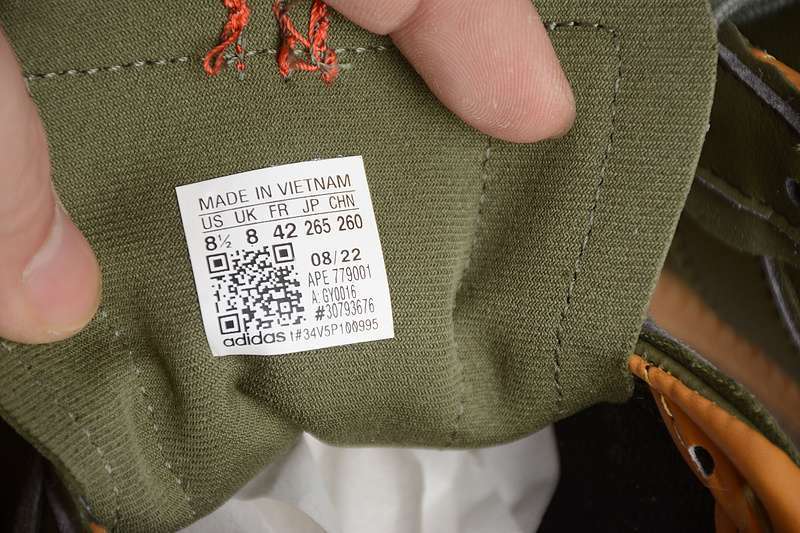 MADE IN VIETNAM
US UK FR JP CHN
8½ 8 42 265 260
08/22
APE 779001
A: GY0016
#30793676
adidas t#34V5P100995